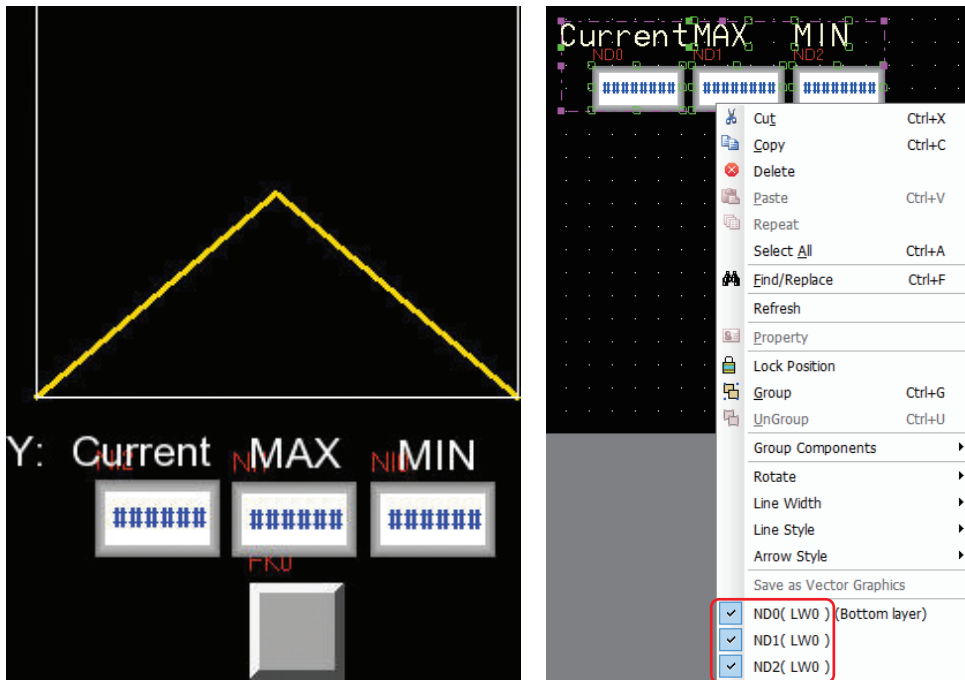 Y: Current MAX MIN
NI2 NI1 NI0
###### ###### ######
FK0
Current MAX MIN
ND0 ND1 ND2
######## ######## ########
Cut Ctrl+X
Copy Ctrl+C
Delete
Paste Ctrl+V
Repeat
Select All Ctrl+A
Find/Replace Ctrl+F
Refresh
Property
Lock Position
Group Ctrl+G
UnGroup Ctrl+U
Group Components
Rotate
Line Width
Line Style
Arrow Style
Save as Vector Graphics
ND0( LW0 ) (Bottom layer)
ND1( LW0 )
ND2( LW0 )